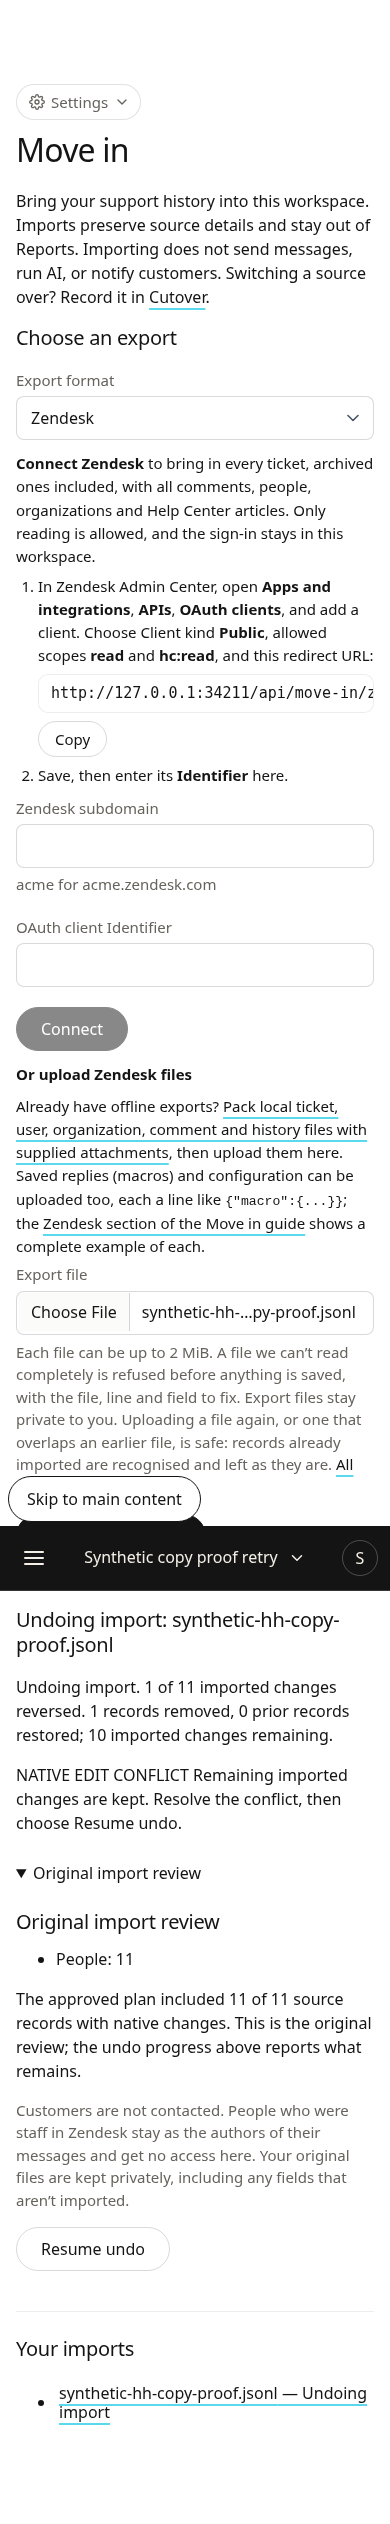 Settings
Move in
Bring your support history into this workspace.
Imports preserve source details and stay out of
Reports. Importing does not send messages,
run AI, or notify customers. Switching a source
over? Record it in Cutover.
Choose an export
Export format
Zendesk
Connect Zendesk to bring in every ticket, archived
ones included, with all comments, people,
organizations and Help Center articles. Only
reading is allowed, and the sign-in stays in this
workspace.
1. In Zendesk Admin Center, open Apps and
integrations, APIs, OAuth clients, and add a
client. Choose Client kind Public, allowed
scopes read and hc:read, and this redirect URL:
http://127.0.0.1:34211/api/move-in/z
Copy
2. Save, then enter its Identifier here.
Zendesk subdomain
acme for acme.zendesk.com
OAuth client Identifier
Connect
Or upload Zendesk files
Already have offline exports? Pack local ticket,
user, organization, comment and history files with
supplied attachments, then upload them here.
Saved replies (macros) and configuration can be
uploaded too, each a line like {"macro":{...}};
the Zendesk section of the Move in guide shows a
complete example of each.
Export file
Choose File synthetic-hh-...py-proof.jsonl
Each file can be up to 2 MiB. A file we can’t read
completely is refused before anything is saved,
with the file, line and field to fix. Export files stay
private to you. Uploading a file again, or one that
overlaps an earlier file, is safe: records already
imported are recognised and left as they are. All
Skip to main content
Synthetic copy proof retry
S
Undoing import: synthetic-hh-copy-
proof.jsonl
Undoing import. 1 of 11 imported changes
reversed. 1 records removed, 0 prior records
restored; 10 imported changes remaining.
NATIVE EDIT CONFLICT Remaining imported
changes are kept. Resolve the conflict, then
choose Resume undo.
Original import review
Original import review
• People: 11
The approved plan included 11 of 11 source
records with native changes. This is the original
review; the undo progress above reports what
remains.
Customers are not contacted. People who were
staff in Zendesk stay as the authors of their
messages and get no access here. Your original
files are kept privately, including any fields that
aren’t imported.
Resume undo
Your imports
• synthetic-hh-copy-proof.jsonl — Undoing
import